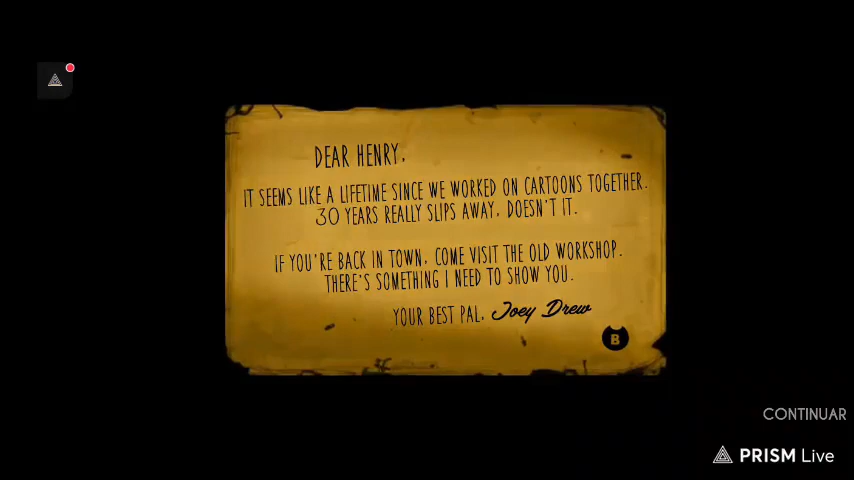 DEAR HENRY,
IT SEEMS LIKE A LIFETIME SINCE WE WORKED ON CARTOONS TOGETHER.
30 YEARS REALLY SLIPS AWAY, DOESN'T IT.
IF YOU'RE BACK IN TOWN, COME VISIT THE OLD WORKSHOP.
THERE'S SOMETHING I NEED TO SHOW YOU.
YOUR BEST PAL, Joey Drew
B
CONTINUAR
PRISM Live